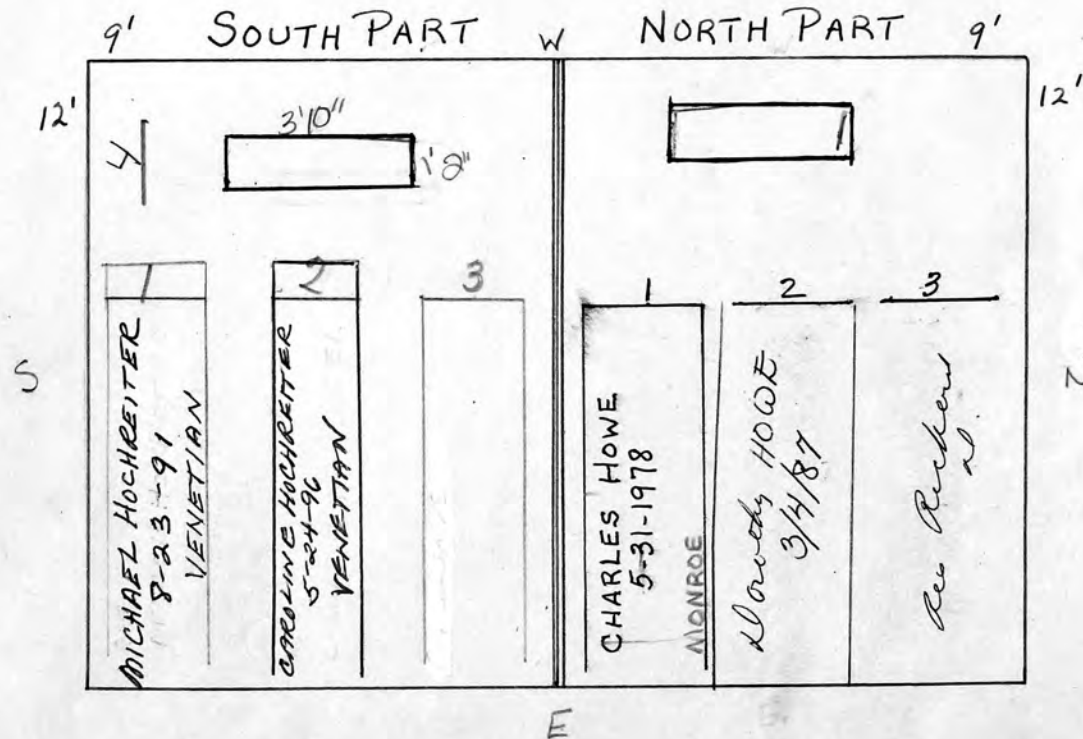 9' SOUTH PART W NORTH PART 9'
12'
12'
4
3'10"
1'2"
1
1
2
3
1
2
3
S
MICHAEL HOCHREITER
8-23-91
VENETIAN
CAROLINE HOCHREITER
5-24-96
VENETIAN
CHARLES HOWE
5-31-1978
MONROE
Dorothy HOWE
3/4/87
E